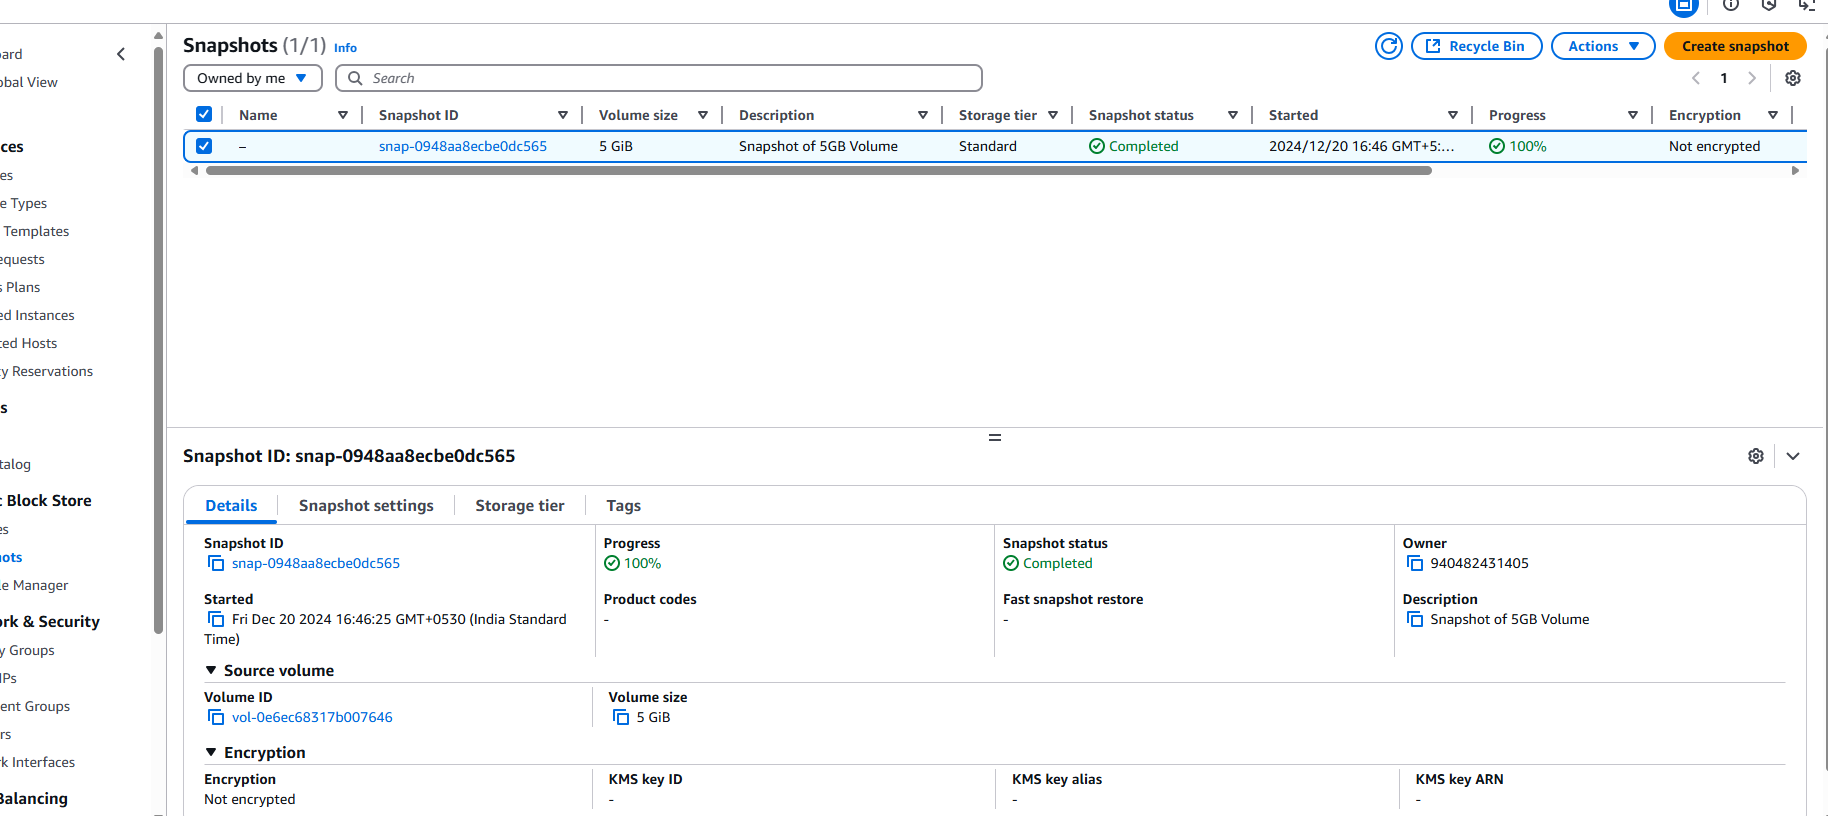 ard
obal View
ces
es
e Types
Templates
equests
s Plans
ed Instances
ted Hosts
ty Reservations
s
talog
t Block Store
es
ots
le Manager
ork & Security
y Groups
IPs
ent Groups
rs
rk Interfaces
Balancing
Snapshots (1/1) Info
Recycle Bin
Actions
Create snapshot
Owned by me
Search
1
Name Snapshot ID Volume size Description Storage tier Snapshot status Started Progress Encryption
– snap-0948aa8ecbe0dc565 5 GiB Snapshot of 5GB Volume Standard Completed 2024/12/20 16:46 GMT+5:... 100% Not encrypted
Snapshot ID: snap-0948aa8ecbe0dc565
Details Snapshot settings Storage tier Tags
Snapshot ID Progress Snapshot status Owner
snap-0948aa8ecbe0dc565 100% Completed 940482431405
Started Product codes Fast snapshot restore Description
Fri Dec 20 2024 16:46:25 GMT+0530 (India Standard - - Snapshot of 5GB Volume
Time)
Source volume
Volume ID Volume size
vol-0e6ec68317b007646 5 GiB
Encryption
Encryption KMS key ID KMS key alias KMS key ARN
Not encrypted - - -